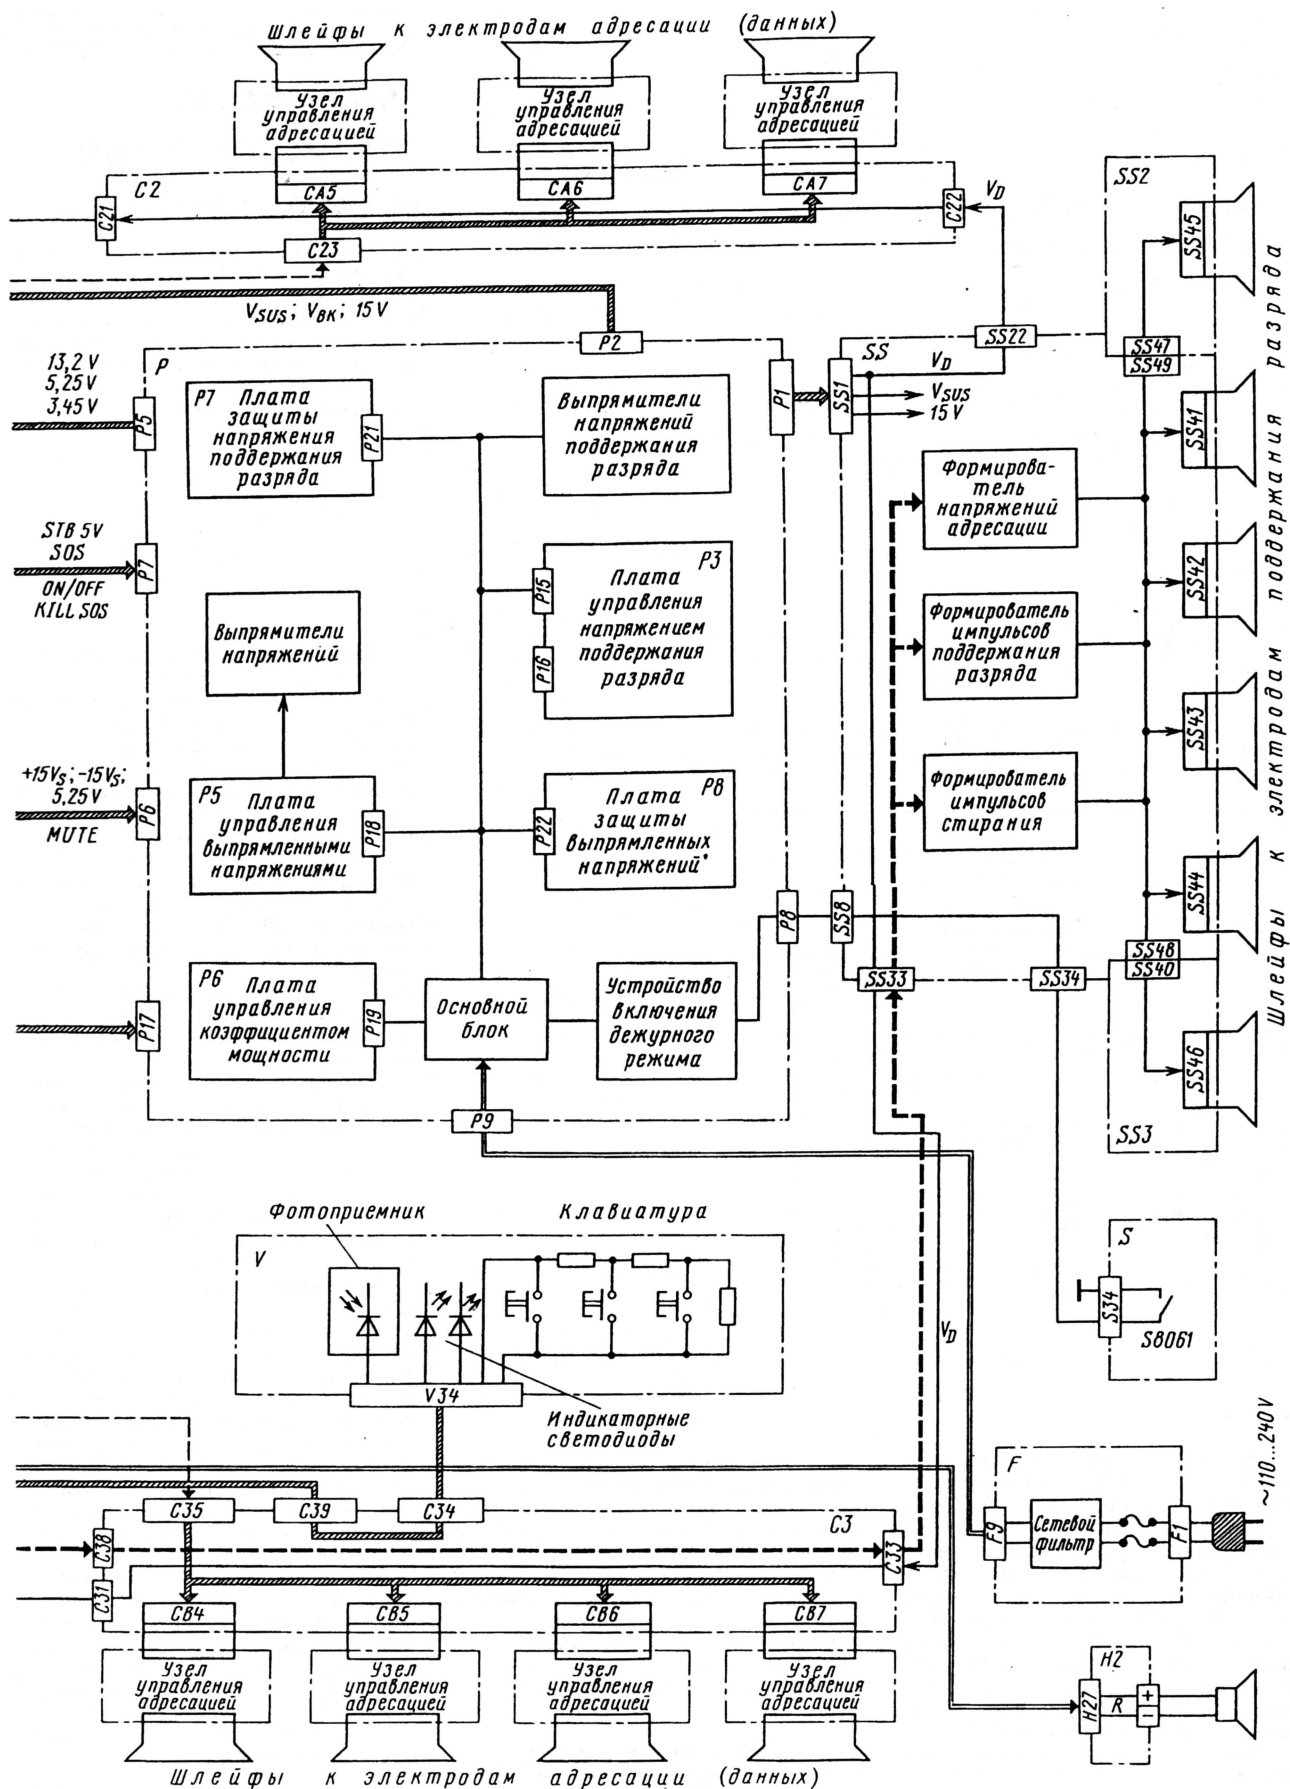 Шлейфы к электродам адресации (данных)
Узел
управления
адресацией
Узел
управления
адресацией
Узел
управления
адресацией
C2
CA5
CA6
CA7
C21
C22
V_D
C23
V_SUS; V_BK; 15 V
SS2
SS45
P2
SS22
P
SS
SS47
SS49
13,2 V
5,25 V
3,45 V
P5
P7 Плата
защиты
напряжения
поддержания
разряда
P21
Выпрямители
напряжений
поддержания
разряда
P1
SS1
V_D
V_SUS
15 V
SS41
Формирова-
тель
напряжений
адресации
STB 5V
SOS
ON/OFF
KILL SOS
P7
P3
Плата
управления
напряжением
поддержания
разряда
P15
P16
SS42
Выпрямители
напряжений
Формирователь
импульсов
поддержания
разряда
SS43
+15V_S; -15V_S;
5,25 V
MUTE
P6
P5 Плата
управления
выпрямленными
напряжениями
P18
P22
Плата P8
защиты
выпрямленных
напряжений
Формирователь
импульсов
стирания
SS44
P8
SS8
SS48
SS40
SS33
SS34
P17
P6 Плата
управления
коэффициентом
мощности
P19
Основной
блок
Устройство
включения
дежурного
режима
SS46
P9
SS3
Шлейфы к электродам поддержания разряда
Фотоприемник
Клавиатура
V
V34
Индикаторные
светодиоды
V_D
S
S34
S8061
C35
C39
C34
C3
C38
C31
C33
F
F9
Сетевой
фильтр
F1
~110...240V
CB4
CB5
CB6
CB7
Узел
управления
адресацией
Узел
управления
адресацией
Узел
управления
адресацией
Узел
управления
адресацией
H2
H27
R
+
−
Шлейфы к электродам адресации (данных)